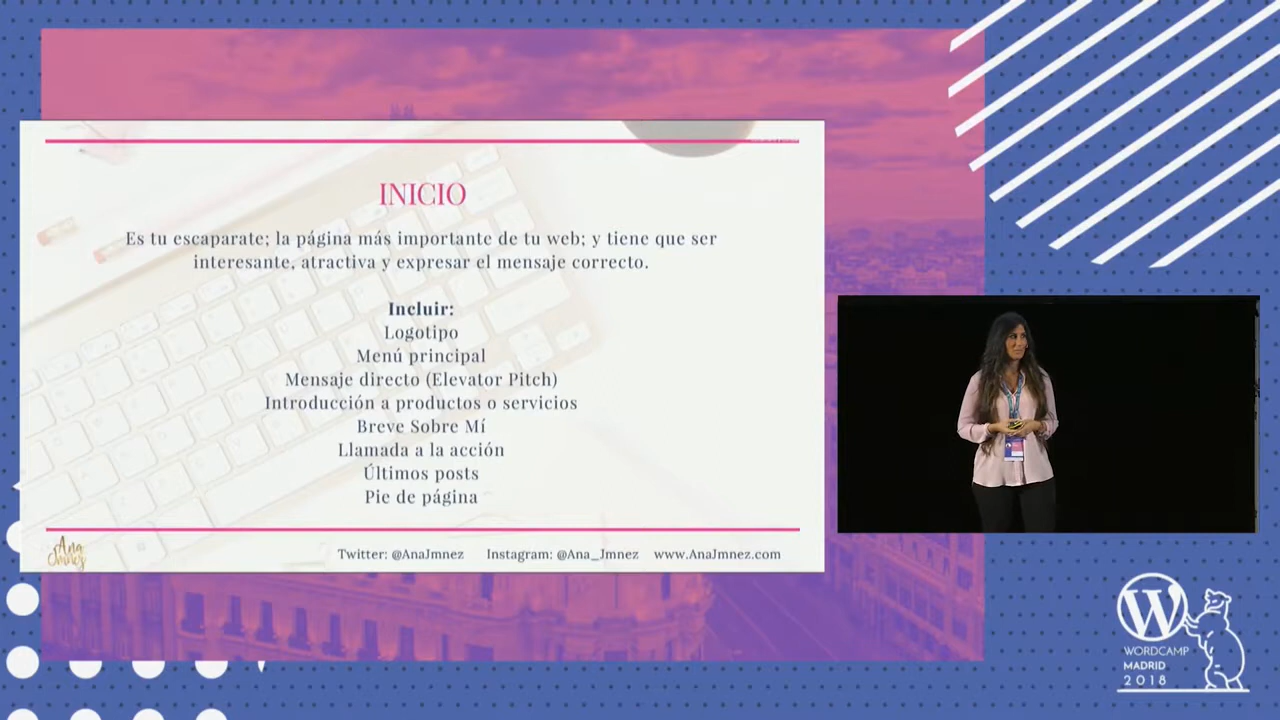 INICIO
Es tu escaparate; la página más importante de tu web; y tiene que ser
interesante, atractiva y expresar el mensaje correcto.
Incluir:
Logotipo
Menú principal
Mensaje directo (Elevator Pitch)
Introducción a productos o servicios
Breve Sobre Mí
Llamada a la acción
Últimos posts
Pie de página
Ana
Jmnez
Twitter: @AnaJmnez Instagram: @Ana_Jmnez www.AnaJmnez.com
W
WORDCAMP
MADRID
2018